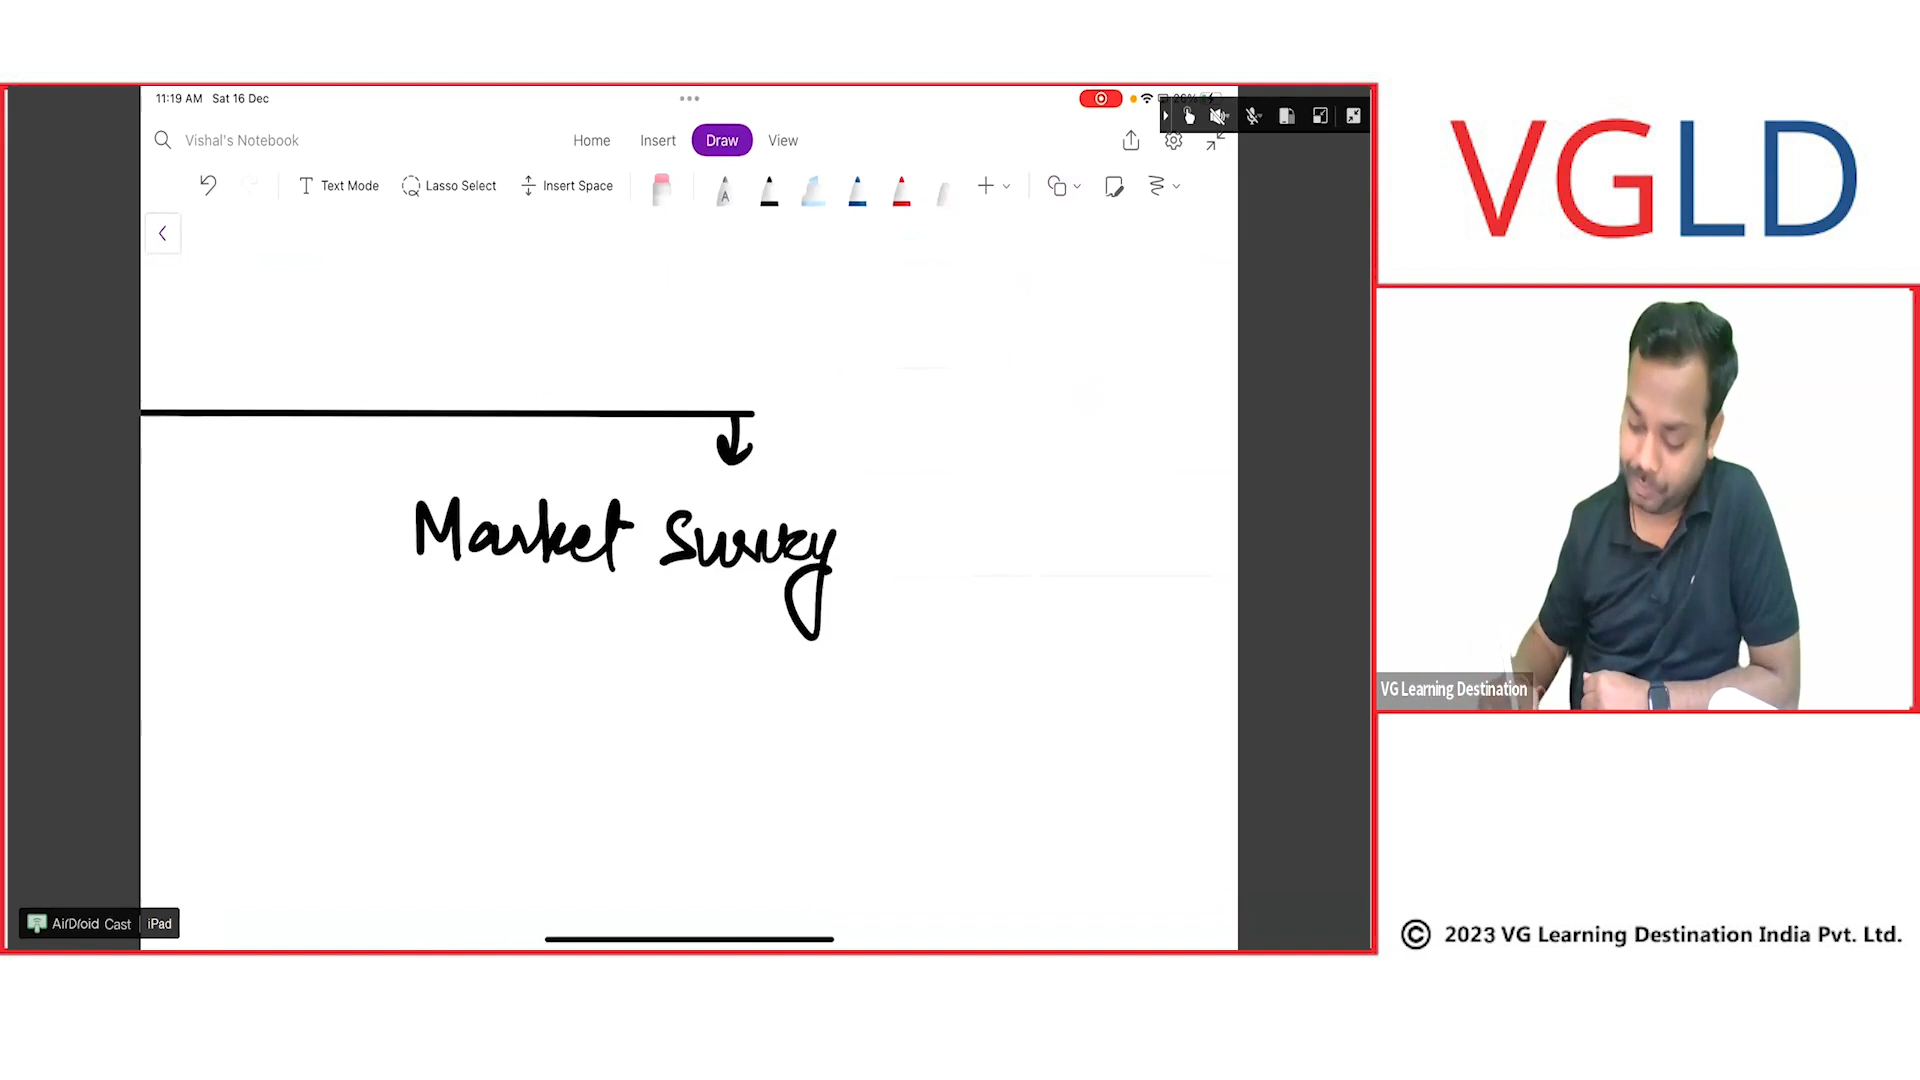 11:19 AM Sat 16 Dec
26%
Vishal's Notebook
Home Insert Draw View
Text Mode Lasso Select Insert Space
A
Market Survey
VGLD
VG Learning Destination
AirDroid Cast iPad
© 2023 VG Learning Destination India Pvt. Ltd.